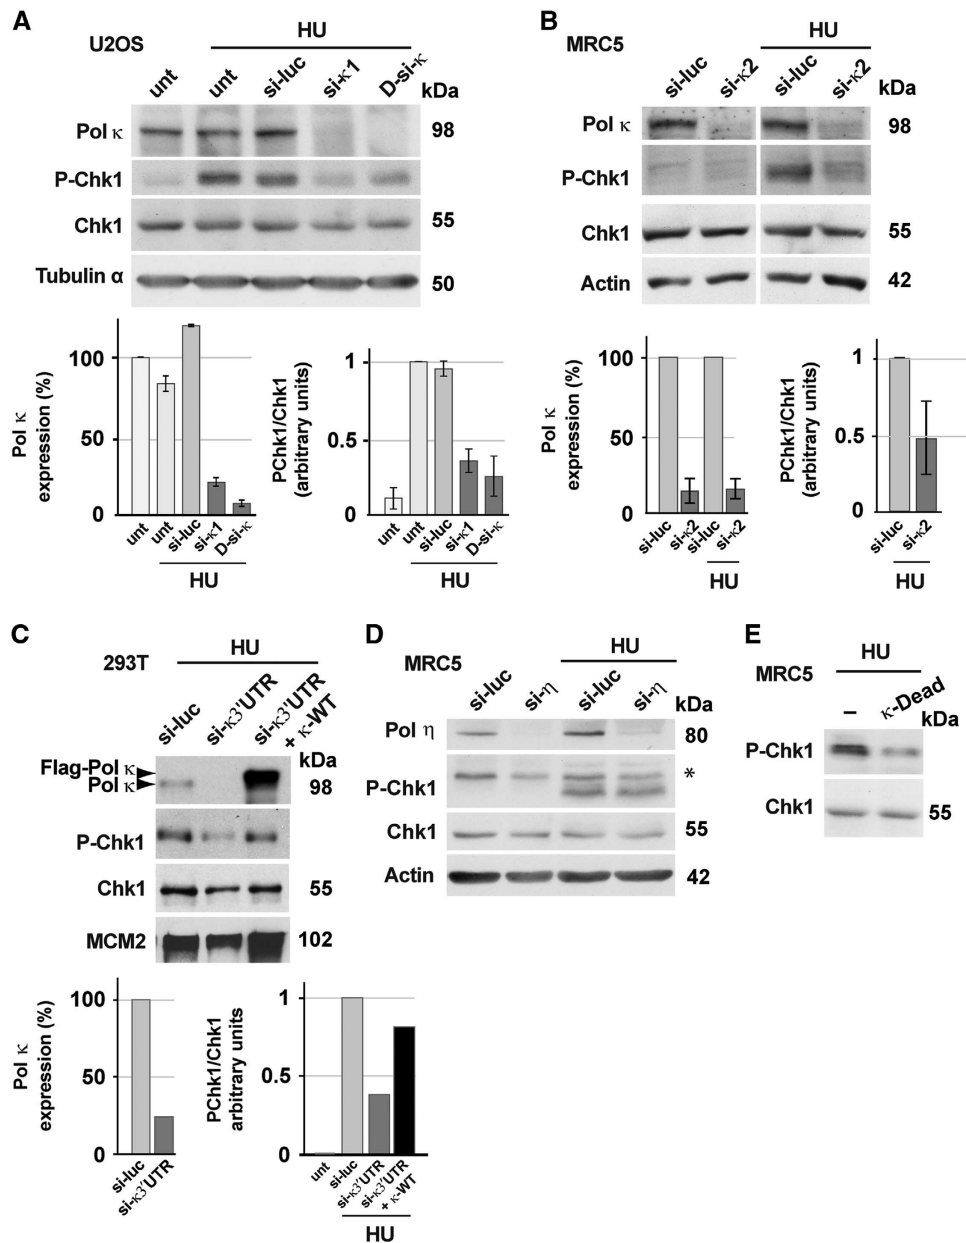 A
U2OS
HU
unt
unt
si-luc
si-κ1
D-si-κ
kDa
Pol κ
98
P-Chk1
Chk1
55
Tubulin α
50
Pol κ
expression (%)
100
50
0
unt
unt
si-luc
si-κ1
D-si-κ
HU
PChk1/Chk1
(arbitrary units)
1
0.5
0
unt
unt
si-luc
si-κ1
D-si-κ
HU
B
MRC5
HU
si-luc
si-κ2
si-luc
si-κ2
kDa
Pol κ
98
P-Chk1
Chk1
55
Actin
42
Pol κ
expression (%)
100
50
0
si-luc
si-κ2
si-luc
si-κ2
HU
PChk1/Chk1
(arbitrary units)
1
0.5
0
si-luc
si-κ2
HU
C
293T
HU
si-luc
si-κ3'UTR
si-κ3'UTR
+ κ-WT
kDa
Flag-Pol κ
Pol κ
98
P-Chk1
Chk1
55
MCM2
102
Pol κ
expression (%)
100
50
0
si-luc
si-κ3'UTR
PChk1/Chk1
arbitrary units
1
0.5
0
unt
si-luc
si-κ3'UTR
si-κ3'UTR
+ κ-WT
HU
D
MRC5
HU
si-luc
si-η
si-luc
si-η
kDa
Pol η
80
P-Chk1
*
Chk1
55
Actin
42
E
MRC5
HU
–
κ-Dead
kDa
P-Chk1
Chk1
55